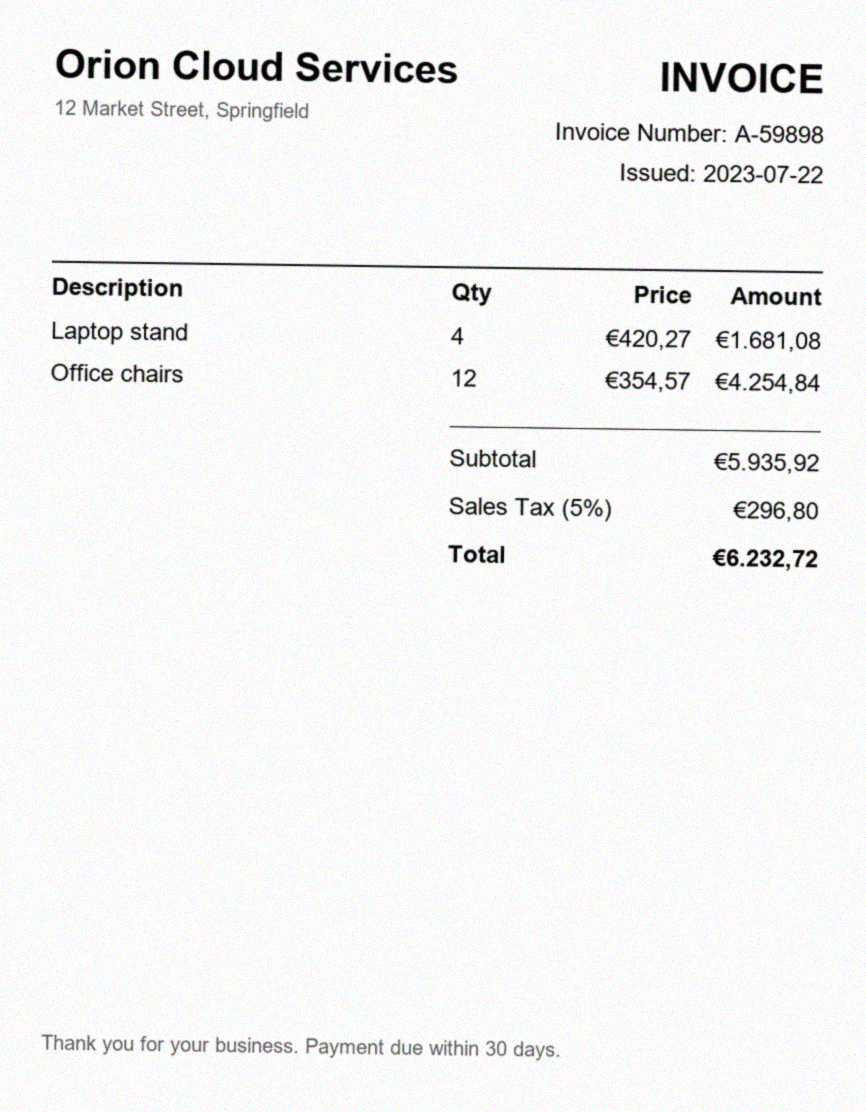 Orion Cloud Services
12 Market Street, Springfield
INVOICE
Invoice Number: A-59898
Issued: 2023-07-22
Description Qty Price Amount
Laptop stand 4 €420,27 €1.681,08
Office chairs 12 €354,57 €4.254,84
Subtotal €5.935,92
Sales Tax (5%) €296,80
Total €6.232,72
Thank you for your business. Payment due within 30 days.